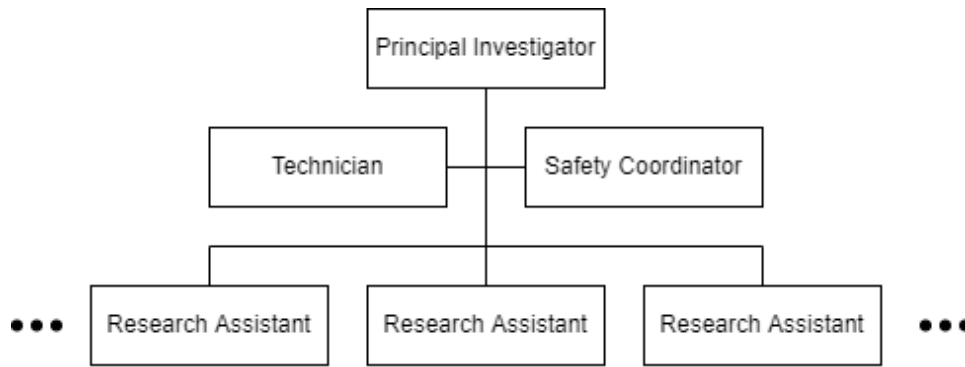 Principal Investigator
Technician
Safety Coordinator
Research Assistant
Research Assistant
Research Assistant